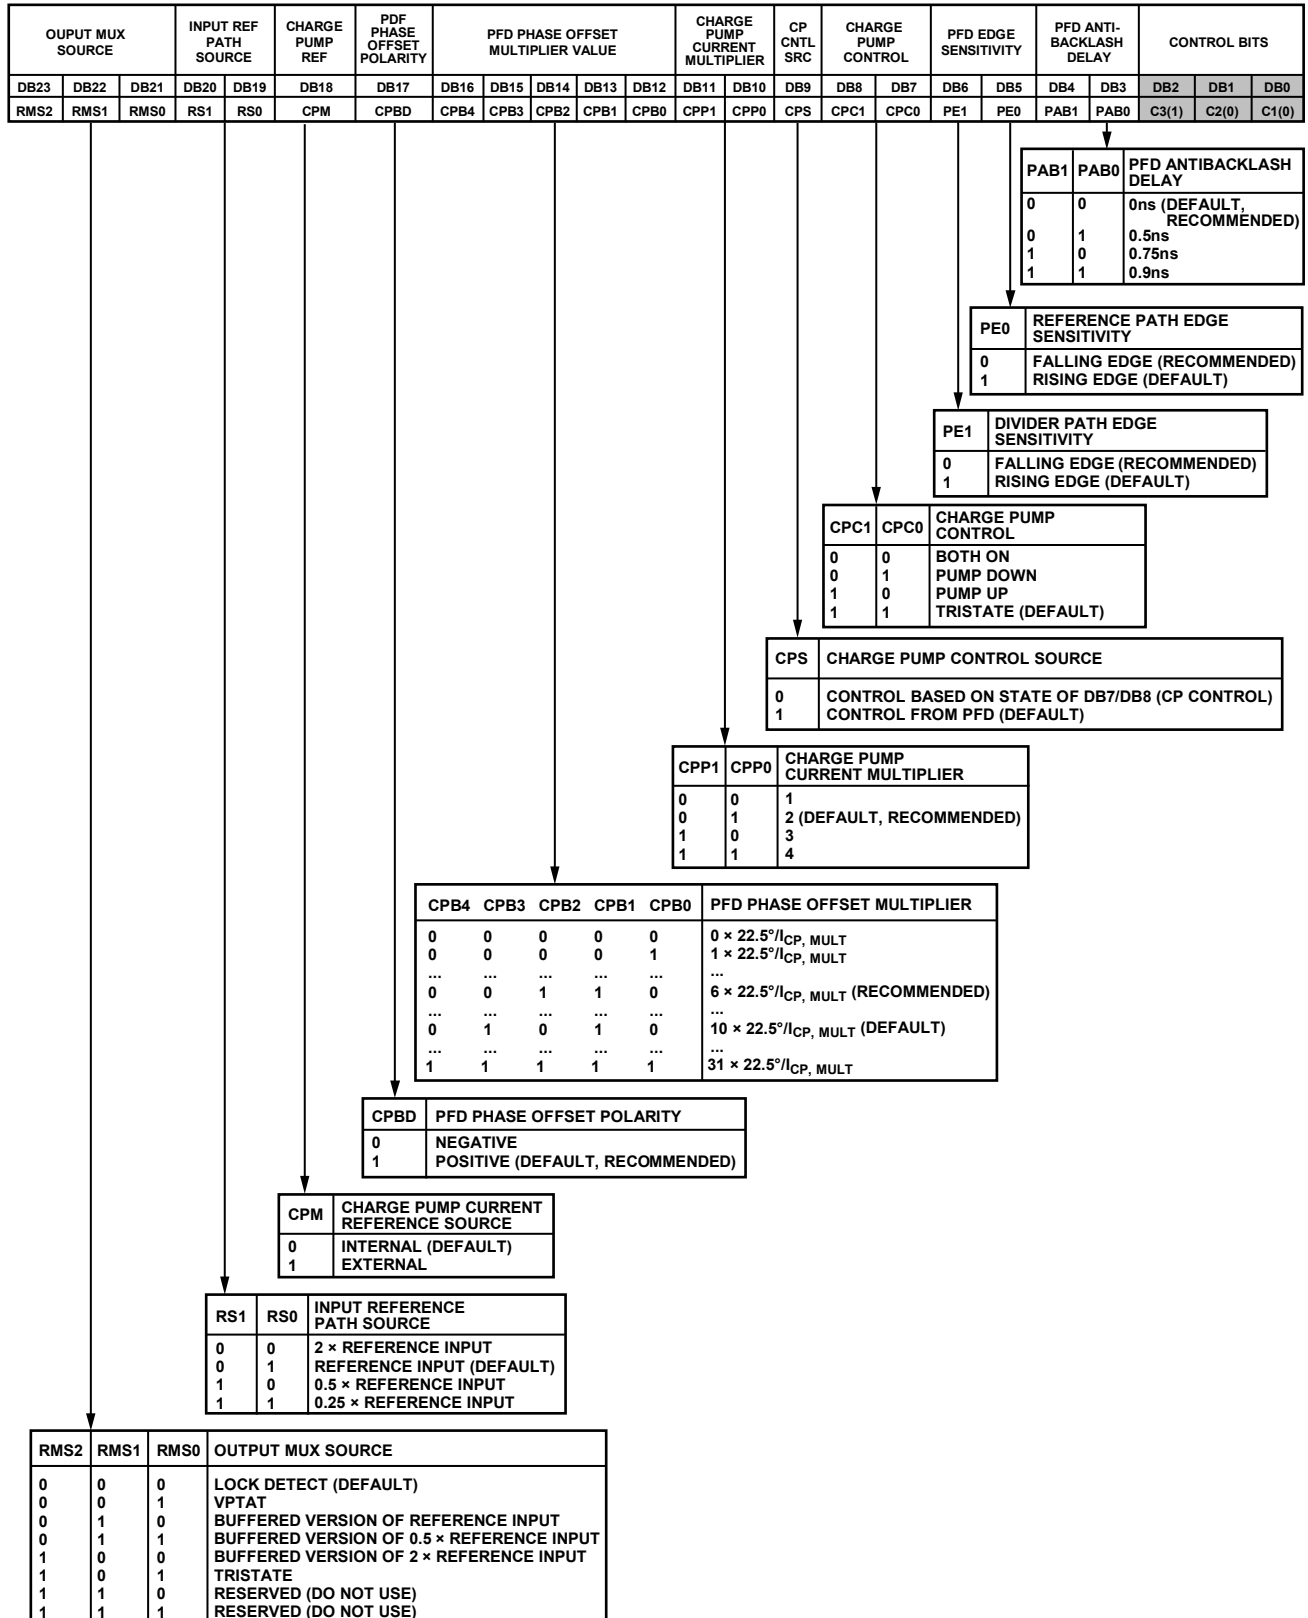 OUPUT MUX SOURCE INPUT REF PATH SOURCE CHARGE PUMP REF PDF PHASE OFFSET POLARITY PFD PHASE OFFSET MULTIPLIER VALUE CHARGE PUMP CURRENT MULTIPLIER CP CNTL SRC CHARGE PUMP CONTROL PFD EDGE SENSITIVITY PFD ANTI-BACKLASH DELAY CONTROL BITS
DB23 DB22 DB21 DB20 DB19 DB18 DB17 DB16 DB15 DB14 DB13 DB12 DB11 DB10 DB9 DB8 DB7 DB6 DB5 DB4 DB3 DB2 DB1 DB0
RMS2 RMS1 RMS0 RS1 RS0 CPM CPBD CPB4 CPB3 CPB2 CPB1 CPB0 CPP1 CPP0 CPS CPC1 CPC0 PE1 PE0 PAB1 PAB0 C3(1) C2(0) C1(0)
PAB1 PAB0 PFD ANTIBACKLASH
DELAY
0 0 0ns (DEFAULT,
RECOMMENDED)
0 1 0.5ns
1 0 0.75ns
1 1 0.9ns
PE0 REFERENCE PATH EDGE
SENSITIVITY
0 FALLING EDGE (RECOMMENDED)
1 RISING EDGE (DEFAULT)
PE1 DIVIDER PATH EDGE
SENSITIVITY
0 FALLING EDGE (RECOMMENDED)
1 RISING EDGE (DEFAULT)
CPC1 CPC0 CHARGE PUMP
CONTROL
0 0 BOTH ON
0 1 PUMP DOWN
1 0 PUMP UP
1 1 TRISTATE (DEFAULT)
CPS CHARGE PUMP CONTROL SOURCE
0 CONTROL BASED ON STATE OF DB7/DB8 (CP CONTROL)
1 CONTROL FROM PFD (DEFAULT)
CPP1 CPP0 CHARGE PUMP
CURRENT MULTIPLIER
0 0 1
0 1 2 (DEFAULT, RECOMMENDED)
1 0 3
1 1 4
CPB4 CPB3 CPB2 CPB1 CPB0 PFD PHASE OFFSET MULTIPLIER
0 0 0 0 0 0 × 22.5°/ICP, MULT
0 0 0 0 1 1 × 22.5°/ICP, MULT
... ... ... ... ... ...
0 0 1 1 0 6 × 22.5°/ICP, MULT (RECOMMENDED)
... ... ... ... ... ...
0 1 0 1 0 10 × 22.5°/ICP, MULT (DEFAULT)
... ... ... ... ... ...
1 1 1 1 1 31 × 22.5°/ICP, MULT
CPBD PFD PHASE OFFSET POLARITY
0 NEGATIVE
1 POSITIVE (DEFAULT, RECOMMENDED)
CPM CHARGE PUMP CURRENT
REFERENCE SOURCE
0 INTERNAL (DEFAULT)
1 EXTERNAL
RS1 RS0 INPUT REFERENCE
PATH SOURCE
0 0 2 × REFERENCE INPUT
0 1 REFERENCE INPUT (DEFAULT)
1 0 0.5 × REFERENCE INPUT
1 1 0.25 × REFERENCE INPUT
RMS2 RMS1 RMS0 OUTPUT MUX SOURCE
0 0 0 LOCK DETECT (DEFAULT)
0 0 1 VPTAT
0 1 0 BUFFERED VERSION OF REFERENCE INPUT
0 1 1 BUFFERED VERSION OF 0.5 × REFERENCE INPUT
1 0 0 BUFFERED VERSION OF 2 × REFERENCE INPUT
1 0 1 TRISTATE
1 1 0 RESERVED (DO NOT USE)
1 1 1 RESERVED (DO NOT USE)